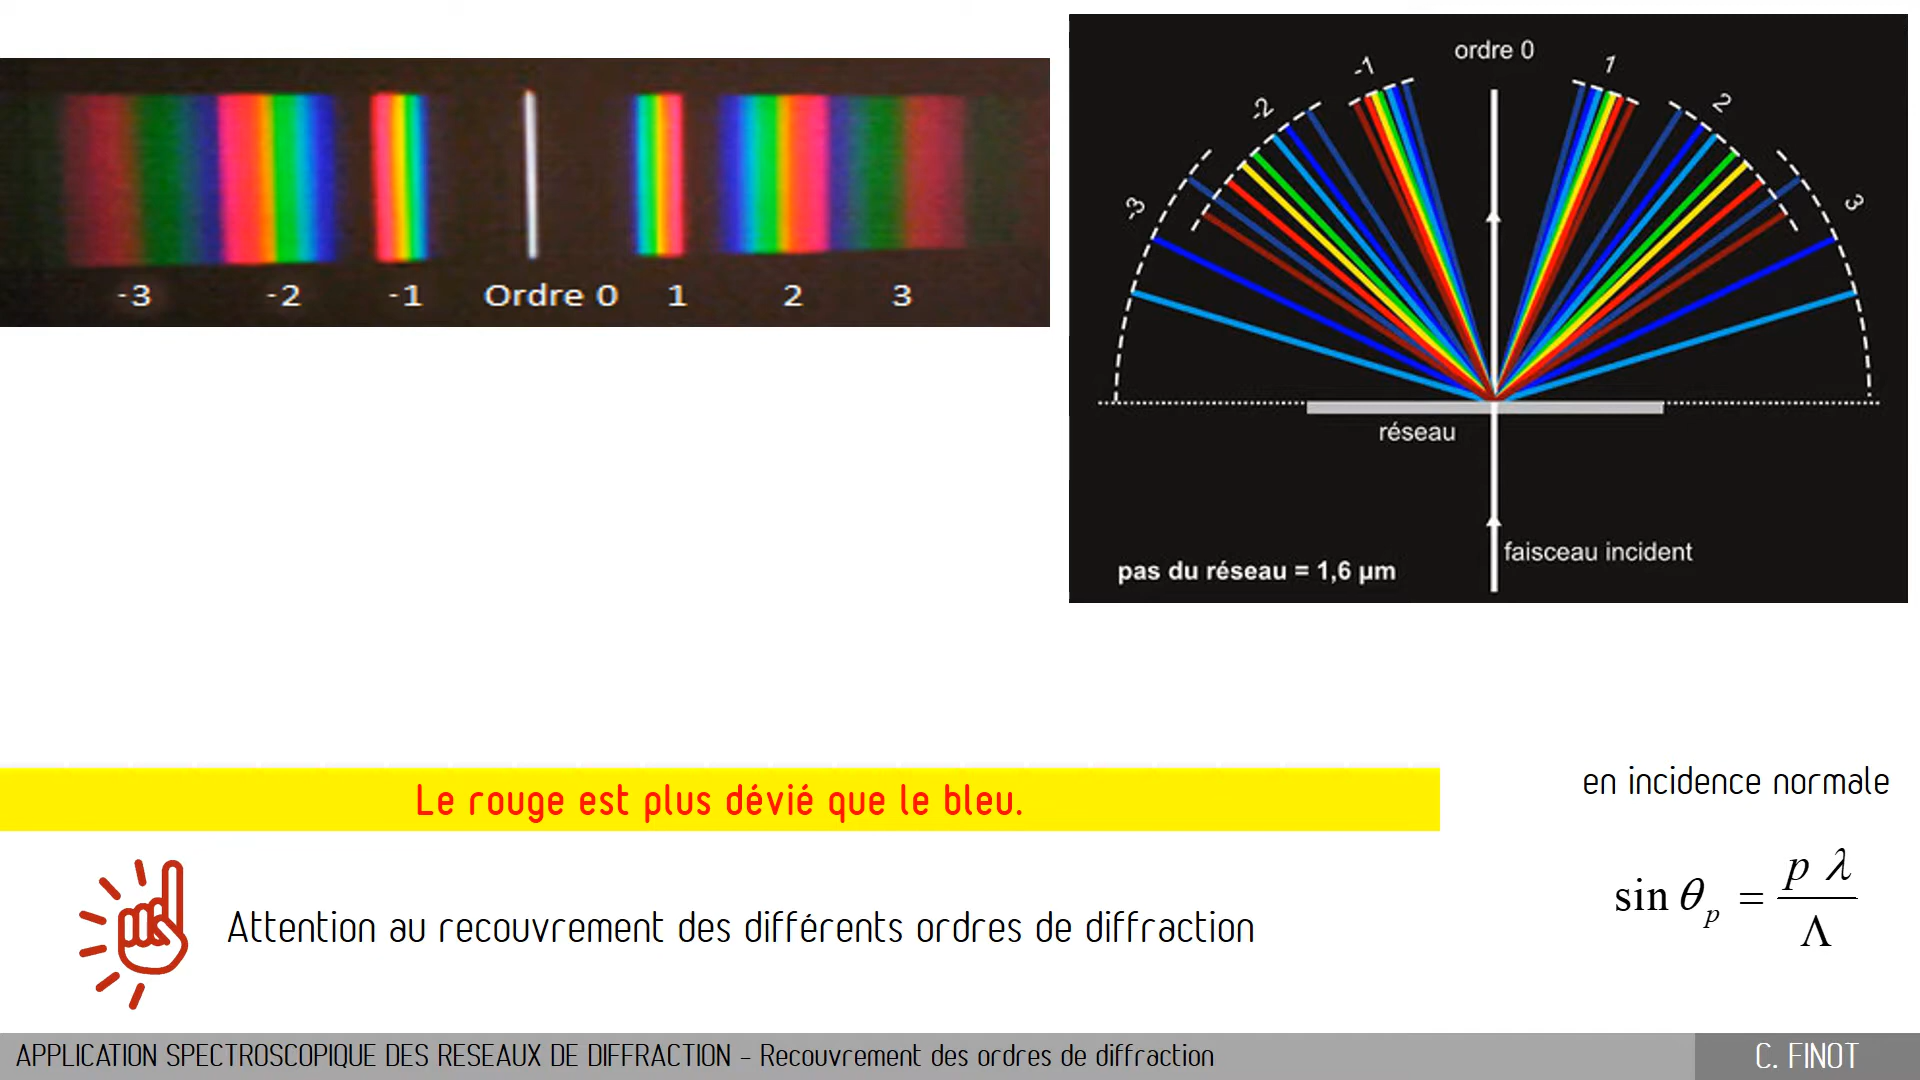 -3 -2 -1 Ordre 0 1 2 3
ordre 0
-1
1
-2
2
-3
3
réseau
faisceau incident
pas du réseau = 1,6 µm
Le rouge est plus dévié que le bleu.
en incidence normale
sin θp = p λ / Λ
Attention au recouvrement des différents ordres de diffraction
APPLICATION SPECTROSCOPIQUE DES RESEAUX DE DIFFRACTION - Recouvrement des ordres de diffraction
C. FINOT